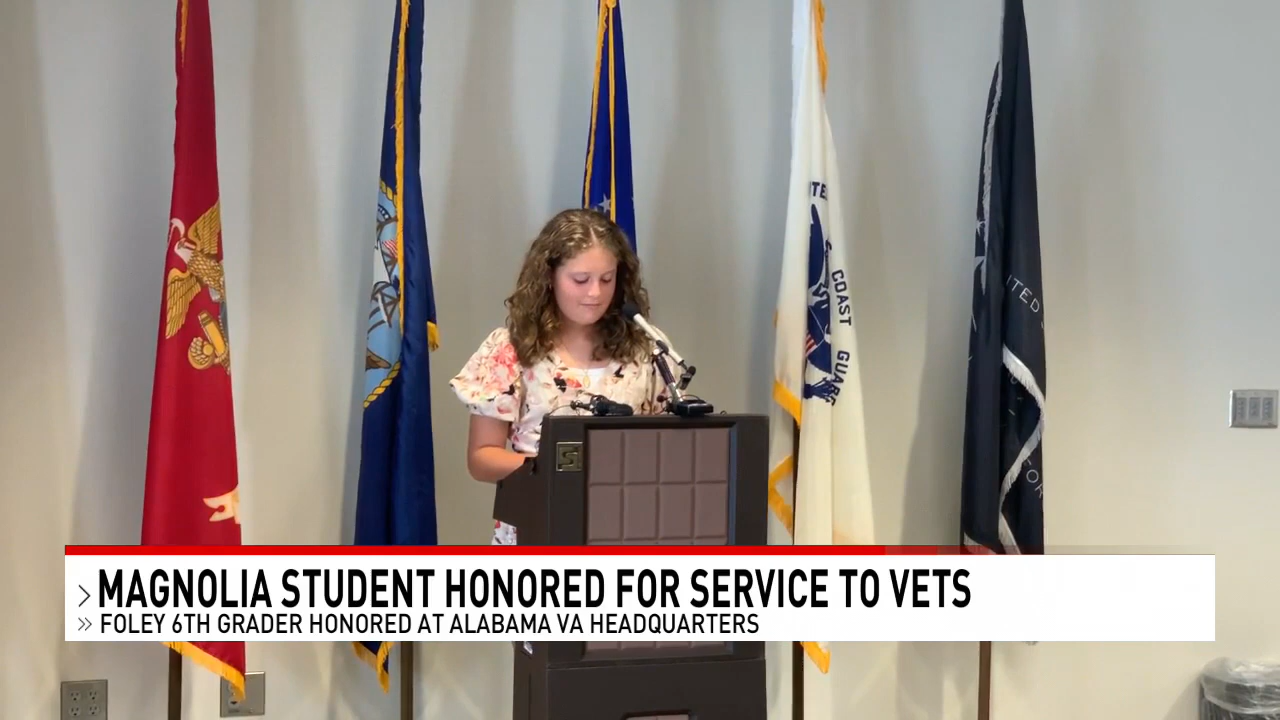 COAST
GUARD
MAGNOLIA STUDENT HONORED FOR SERVICE TO VETS
FOLEY 6TH GRADER HONORED AT ALABAMA VA HEADQUARTERS